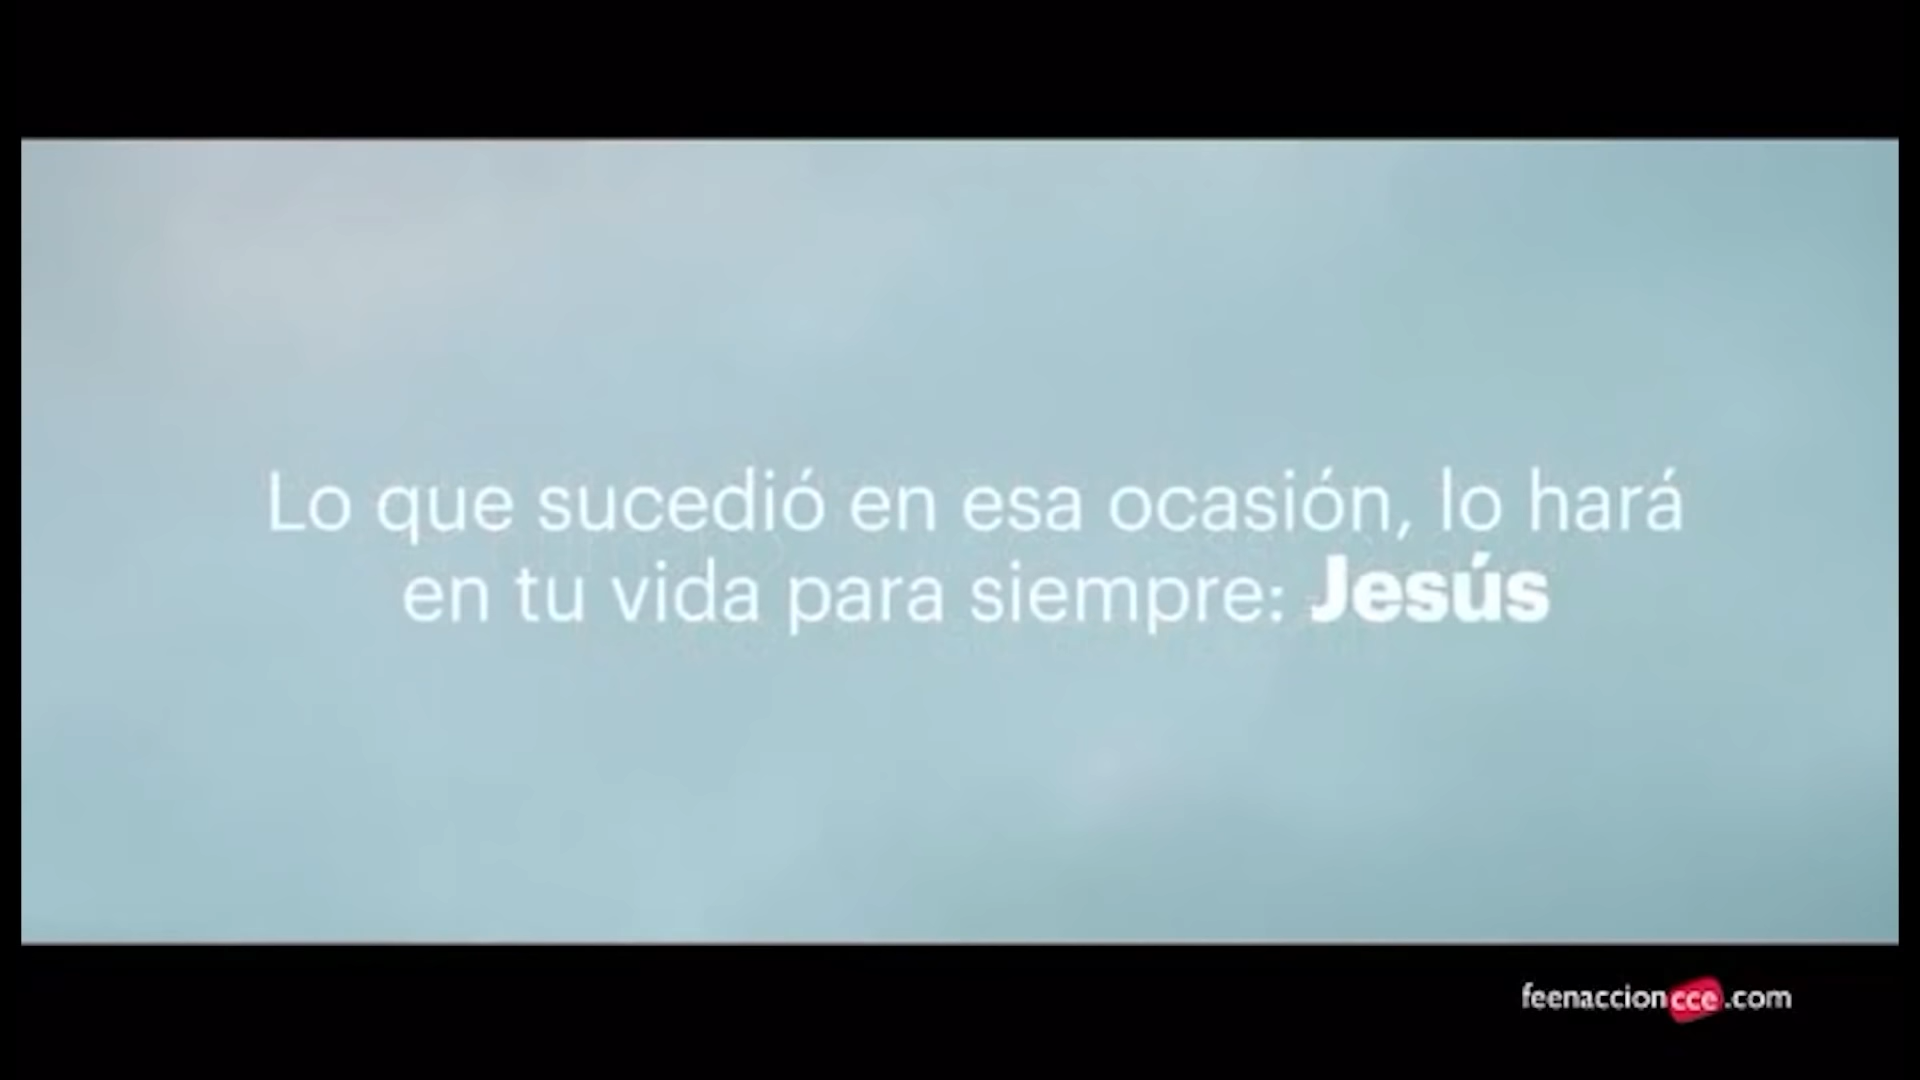 Lo que sucedió en esa ocasión, lo hará
en tu vida para siempre: Jesús
feenaccioncce.com